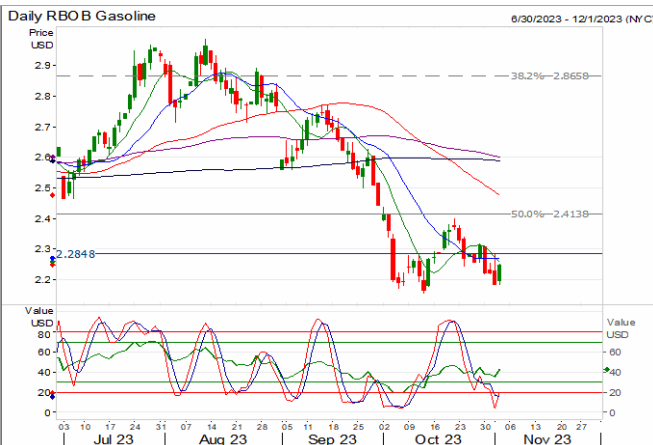 Daily RBOB Gasoline
6/30/2023 - 12/1/2023 (NYC
Price
USD
2.9
2.8
2.7
2.6
2.5
2.4
2.3
2.2
38.2% 2.8658
50.0% 2.4138
2.2848
Value
USD
80
60
40
20
0
Value
USD
60
40
20
0
03 10 17 24 31 07 14 21 28 05 11 18 25 02 09 16 23 30 06 13 20 27
Jul 23 Aug 23 Sep 23 Oct 23 Nov 23